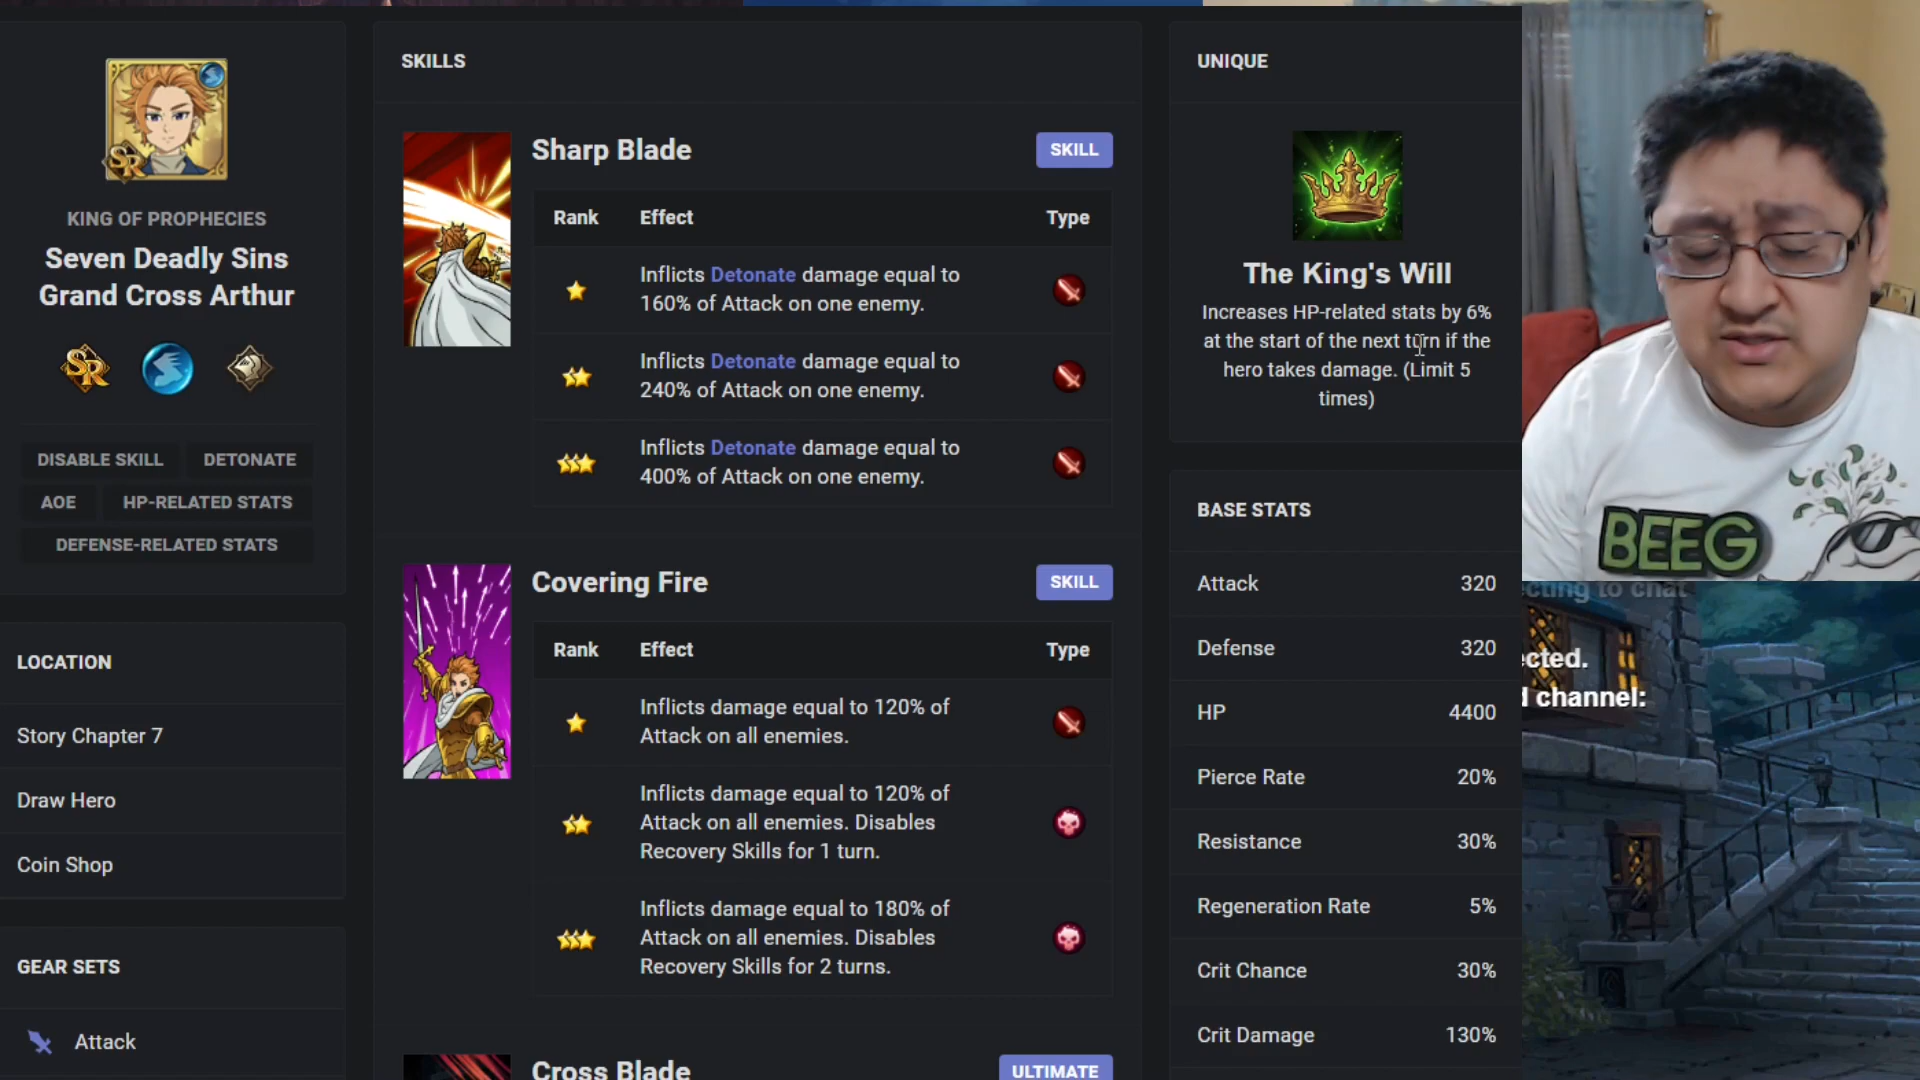 SR
KING OF PROPHECIES
Seven Deadly Sins
Grand Cross Arthur
SR
DISABLE SKILL
DETONATE
AOE
HP-RELATED STATS
DEFENSE-RELATED STATS
LOCATION
Story Chapter 7
Draw Hero
Coin Shop
GEAR SETS
Attack
SKILLS
Sharp Blade
SKILL
Rank Effect Type
Inflicts Detonate damage equal to
160% of Attack on one enemy.
Inflicts Detonate damage equal to
240% of Attack on one enemy.
Inflicts Detonate damage equal to
400% of Attack on one enemy.
Covering Fire
SKILL
Rank Effect Type
Inflicts damage equal to 120% of
Attack on all enemies.
Inflicts damage equal to 120% of
Attack on all enemies. Disables
Recovery Skills for 1 turn.
Inflicts damage equal to 180% of
Attack on all enemies. Disables
Recovery Skills for 2 turns.
Cross Blade
ULTIMATE
UNIQUE
The King's Will
Increases HP-related stats by 6%
at the start of the next turn if the
hero takes damage. (Limit 5
times)
BASE STATS
Attack 320
Defense 320
HP 4400
Pierce Rate 20%
Resistance 30%
Regeneration Rate 5%
Crit Chance 30%
Crit Damage 130%
BEEG
ecting to chat
ected.
d channel: